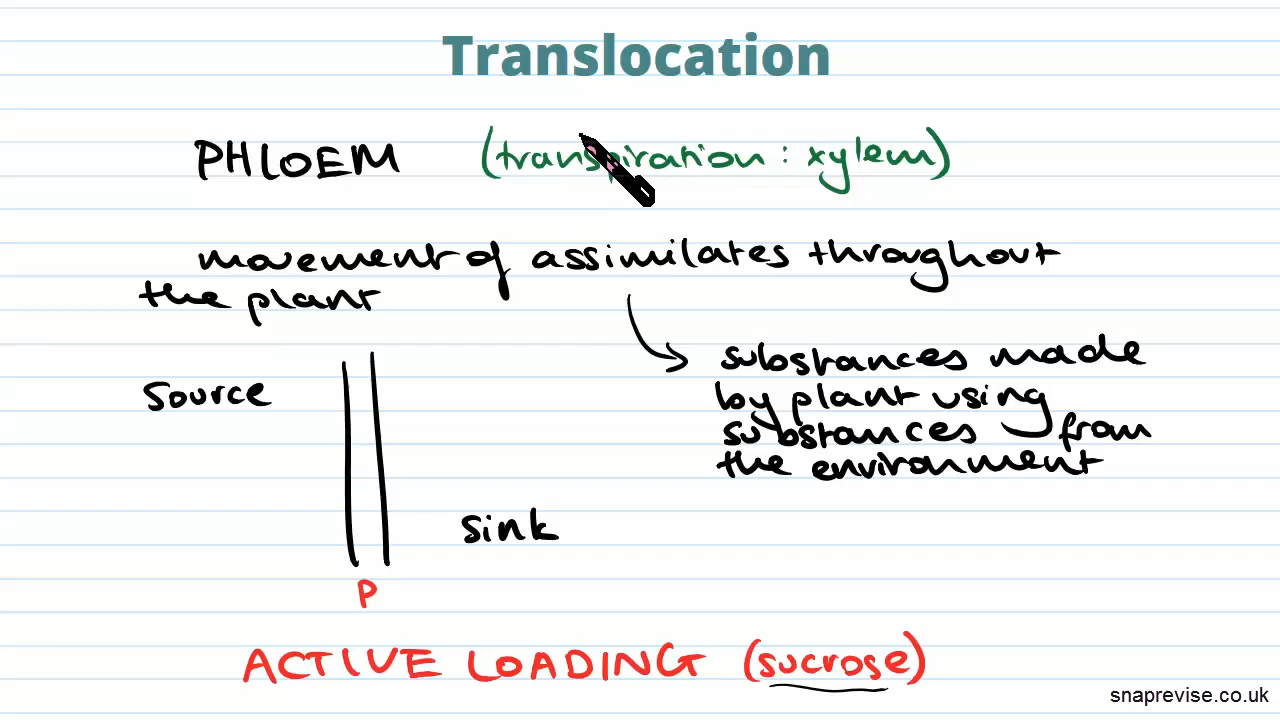 Translocation
PHLOEM (transpiration : xylem)
movement of assimilates throughout
the plant
substances made
Source
by plant using
substances from
the environment
sink
P
ACTIVE LOADING (sucrose)
snaprevise.co.uk